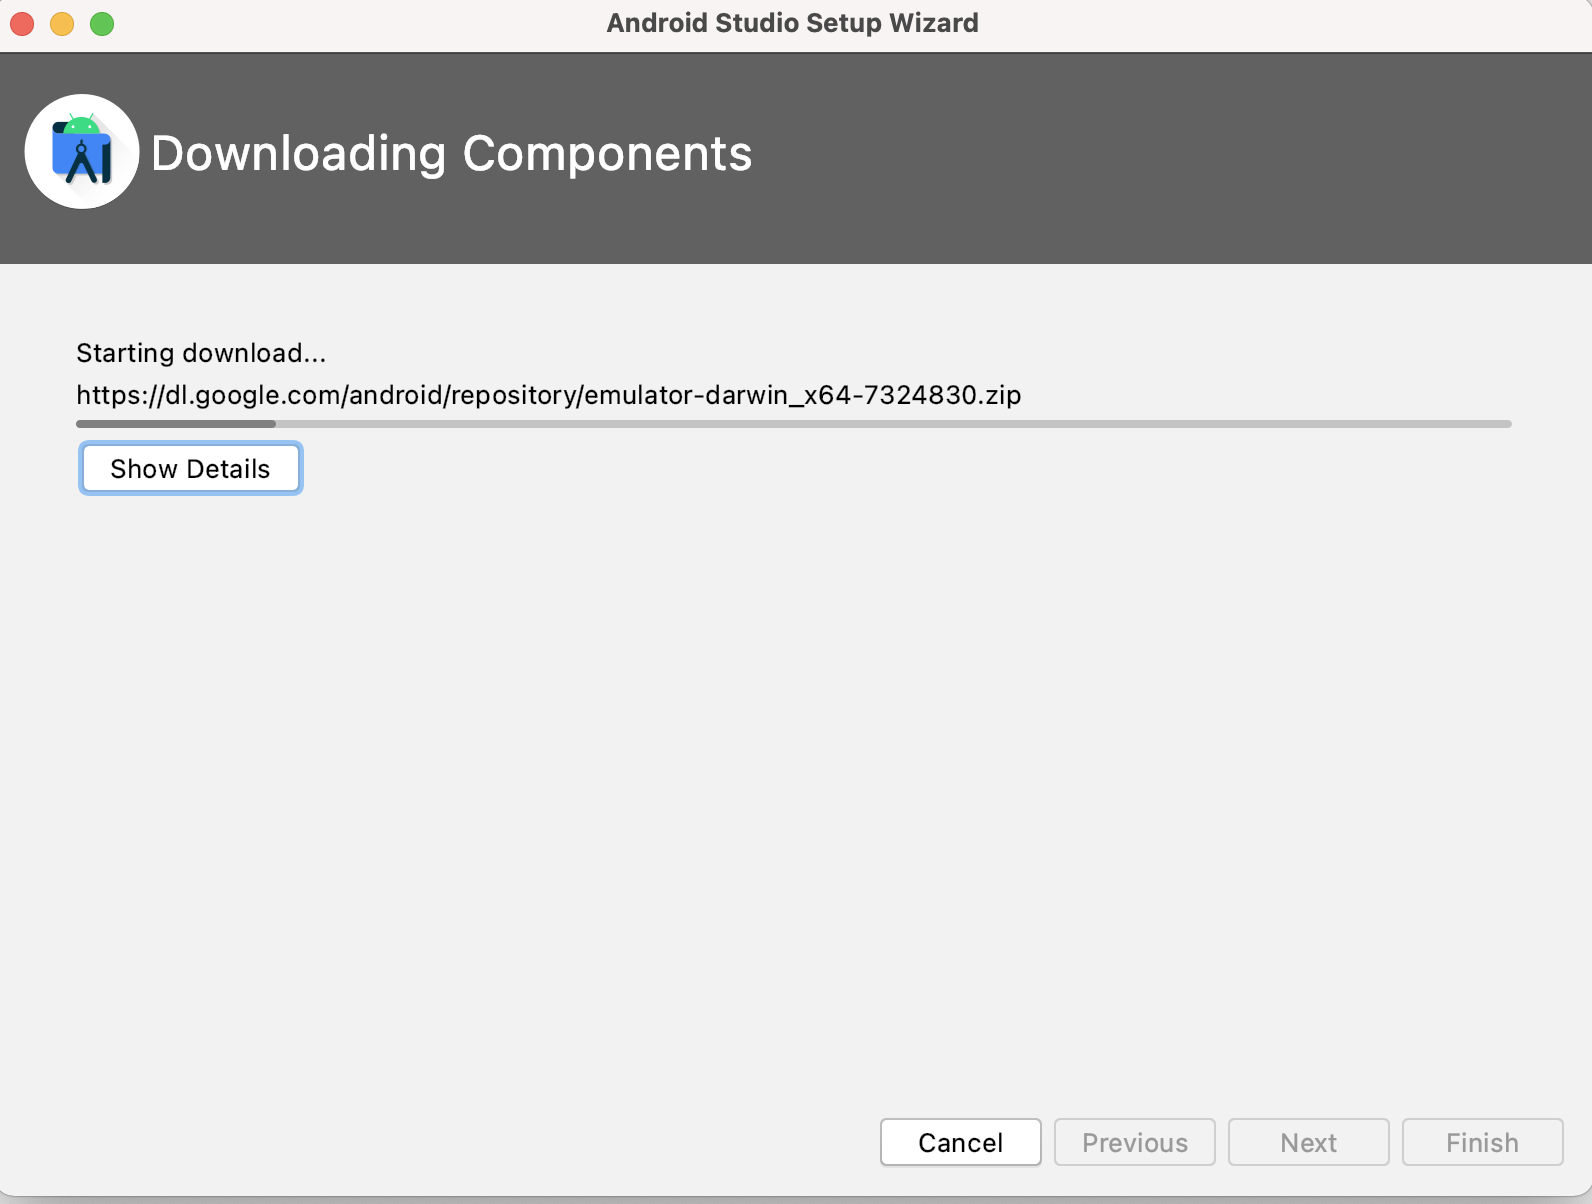 Android Studio Setup Wizard
Downloading Components
Starting download...
https://dl.google.com/android/repository/emulator-darwin_x64-7324830.zip
Show Details
Cancel
Previous
Next
Finish